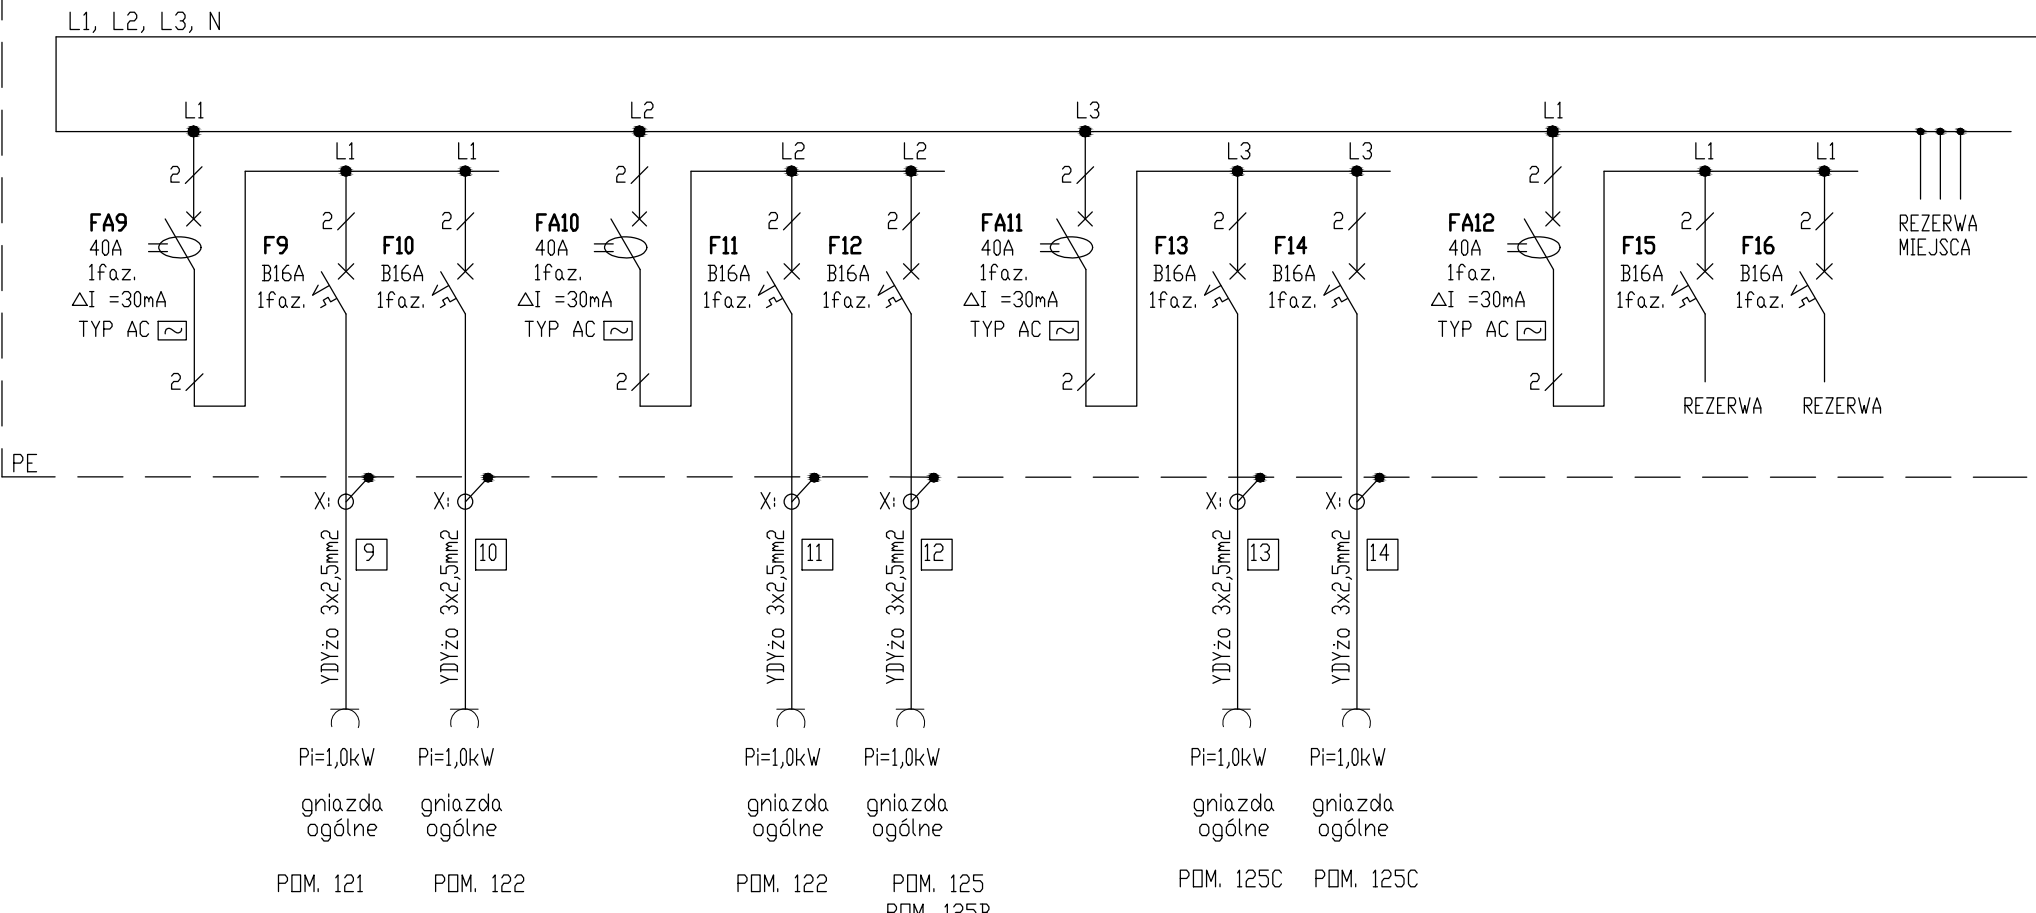 L1, L2, L3, N
L1
L2
L3
L1
L1
L1
L2
L2
L3
L3
L1
L1
2
2
2
2
FA9
40A
1faz.
ΔI =30mA
TYP AC ~
2
2
F9
B16A
1faz.
2
F10
B16A
1faz.
FA10
40A
1faz.
ΔI =30mA
TYP AC ~
2
2
F11
B16A
1faz.
2
F12
B16A
1faz.
FA11
40A
1faz.
ΔI =30mA
TYP AC ~
2
2
F13
B16A
1faz.
2
F14
B16A
1faz.
FA12
40A
1faz.
ΔI =30mA
TYP AC ~
2
2
F15
B16A
1faz.
REZERWA
2
F16
B16A
1faz.
REZERWA
REZERWA
MIEJSCA
PE
X:
X:
X:
X:
X:
X:
9
10
11
12
13
14
YDYżo 3x2,5mm2
YDYżo 3x2,5mm2
YDYżo 3x2,5mm2
YDYżo 3x2,5mm2
YDYżo 3x2,5mm2
YDYżo 3x2,5mm2
Pi=1,0kW
gniazda
ogólne
POM. 121
Pi=1,0kW
gniazda
ogólne
POM. 122
Pi=1,0kW
gniazda
ogólne
POM. 122
Pi=1,0kW
gniazda
ogólne
POM. 125
Pi=1,0kW
gniazda
ogólne
POM. 125C
Pi=1,0kW
gniazda
ogólne
POM. 125C